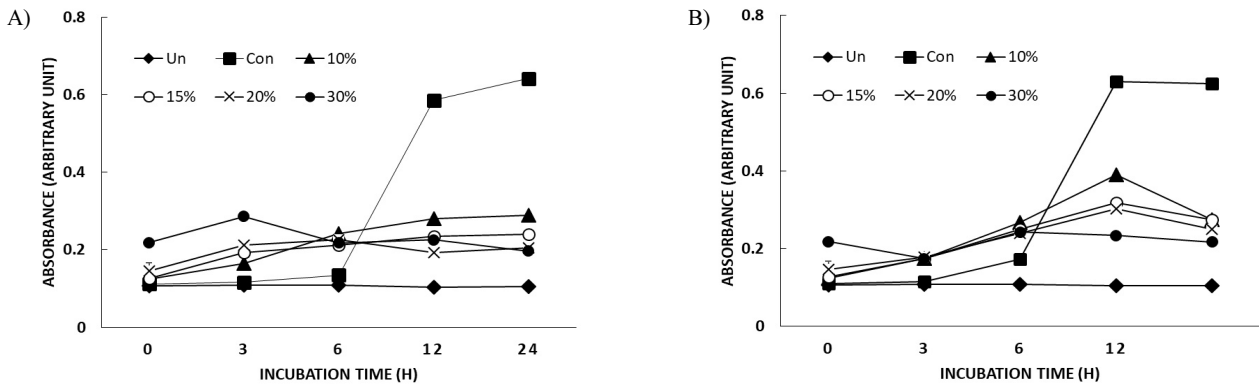 A)
0.8
0.6
0.4
0.2
0
ABSORBANCE (ARBITRARY UNIT)
Un Con 10%
15% 20% 30%
0 3 6 12 24
INCUBATION TIME (H)
B)
0.8
0.6
0.4
0.2
0
ABSORBANCE (ARBITRARY UNIT)
Un Con 10%
15% 20% 30%
0 3 6 12
INCUBATION TIME (H)